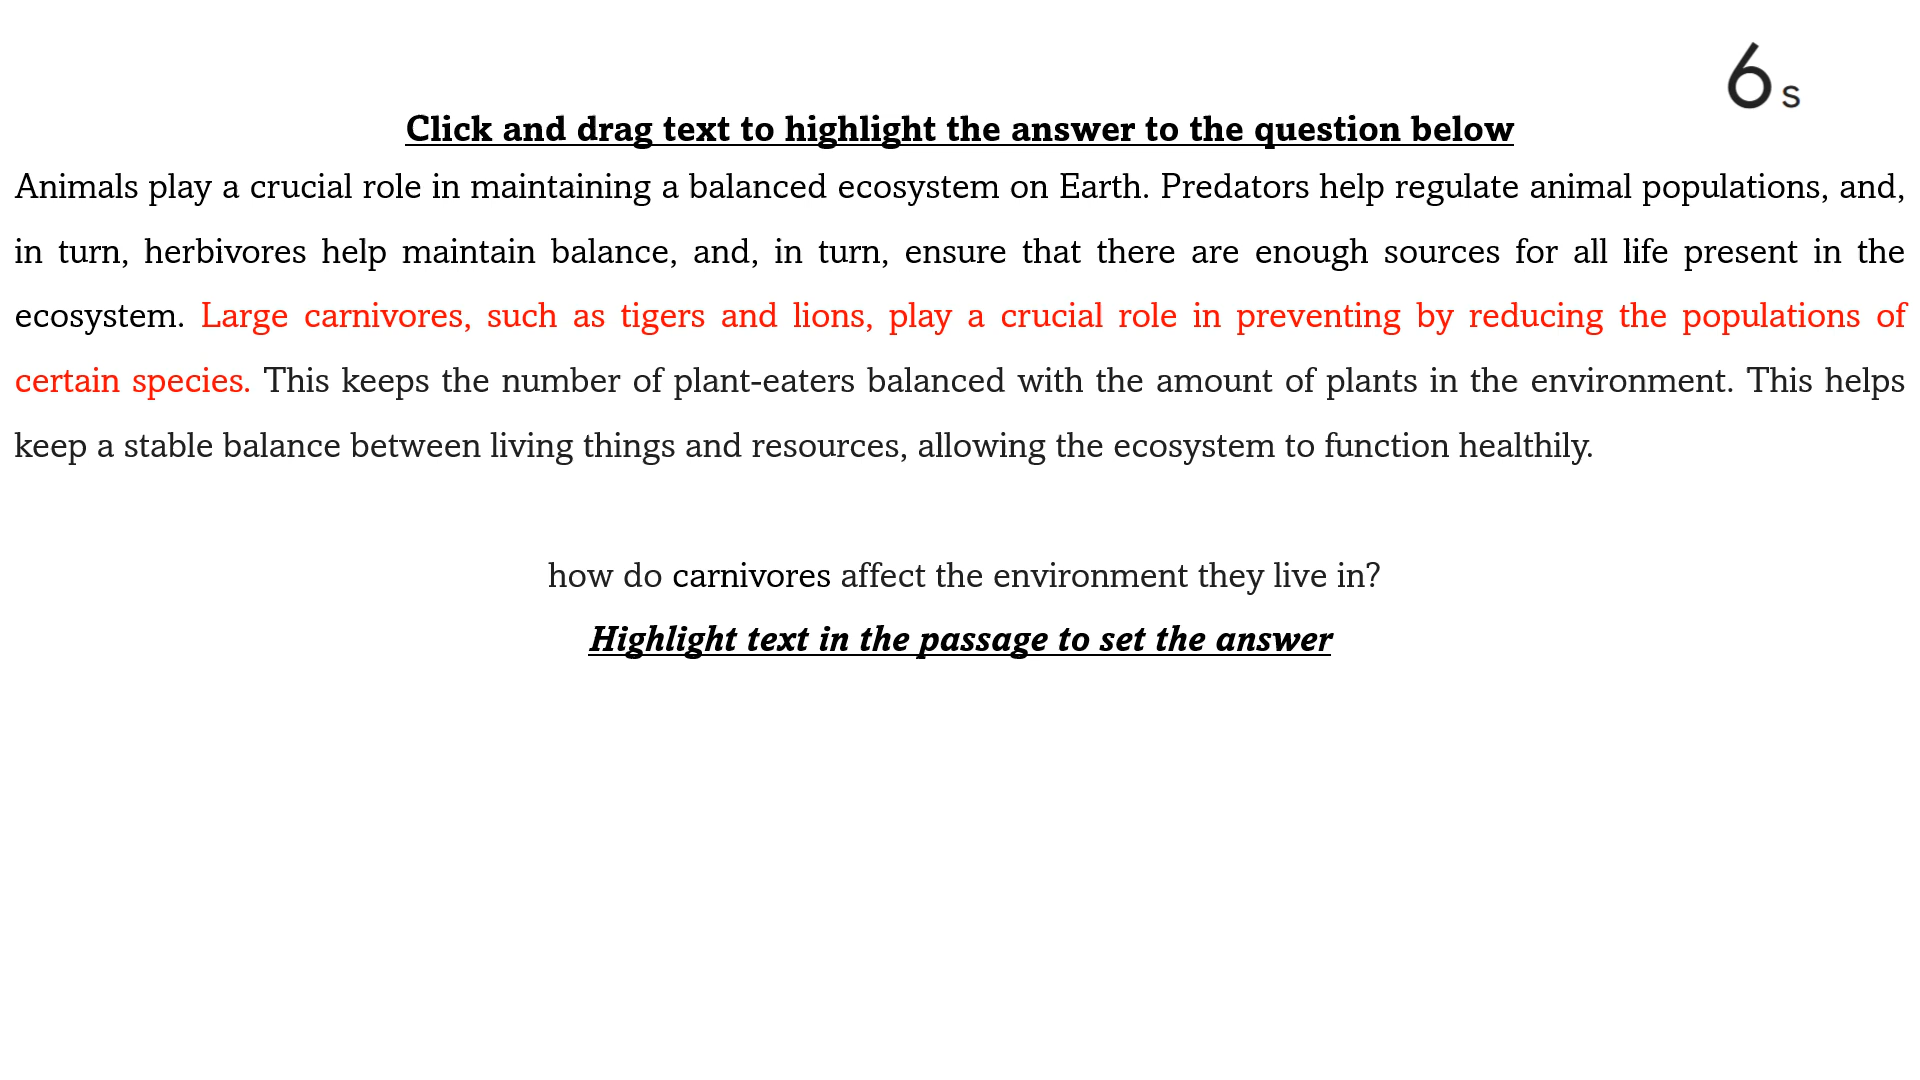 6 s
Click and drag text to highlight the answer to the question below
Animals play a crucial role in maintaining a balanced ecosystem on Earth. Predators help regulate animal populations, and,
in turn, herbivores help maintain balance, and, in turn, ensure that there are enough sources for all life present in the
ecosystem. Large carnivores, such as tigers and lions, play a crucial role in preventing by reducing the populations of
certain species. This keeps the number of plant-eaters balanced with the amount of plants in the environment. This helps
keep a stable balance between living things and resources, allowing the ecosystem to function healthily.
how do carnivores affect the environment they live in?
Highlight text in the passage to set the answer